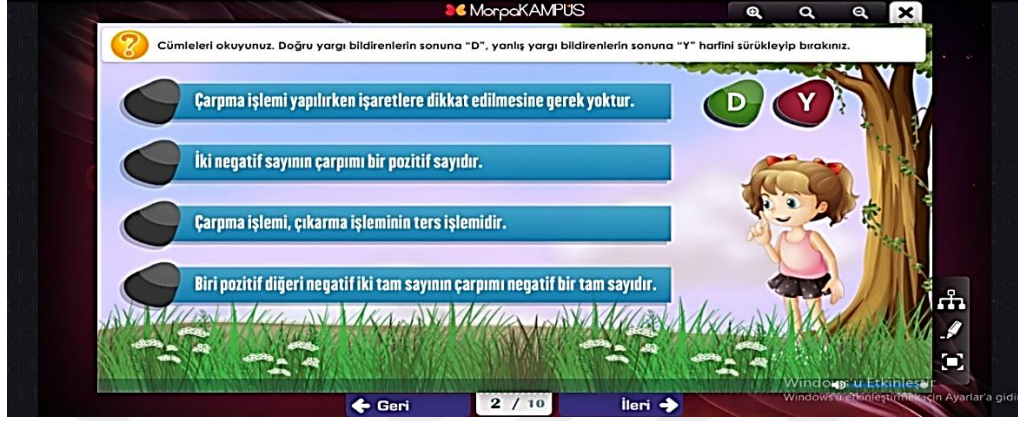 MorpaKAMPÜS
Cümleleri okuyunuz. Doğru yargı bildirenlerin sonuna "D", yanlış yargı bildirenlerin sonuna "Y" harfini sürükleyip bırakınız.
Çarpma işlemi yapılırken işaretlere dikkat edilmesine gerek yoktur.
D Y
İki negatif sayının çarpımı bir pozitif sayıdır.
Çarpma işlemi, çıkarma işleminin ters işlemidir.
Biri pozitif diğeri negatif iki tam sayının çarpımı negatif bir tam sayıdır.
Windows'u Etkinleştir
Windows'u etkinleştirmek için Ayarlar'a gidi
Geri
2 / 10
İleri